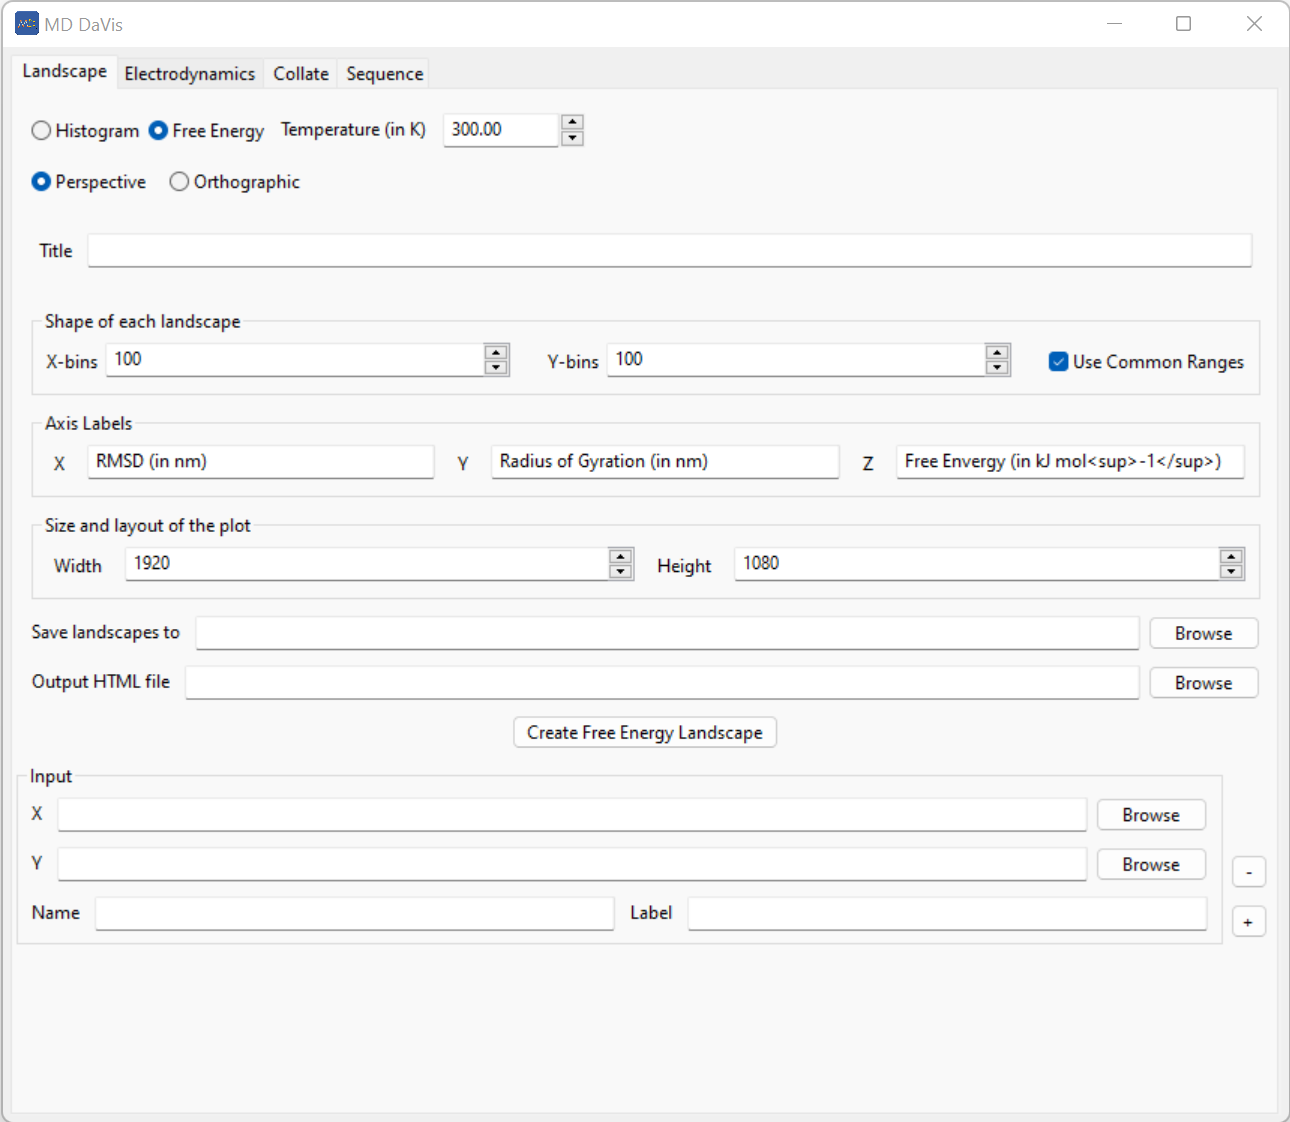 MD DaVis
Landscape Electrodynamics Collate Sequence
Histogram Free Energy Temperature (in K) 300.00
Perspective Orthographic
Title
Shape of each landscape
X-bins 100 Y-bins 100 Use Common Ranges
Axis Labels
X RMSD (in nm) Y Radius of Gyration (in nm) Z Free Envergy (in kJ mol<sup>-1</sup>)
Size and layout of the plot
Width 1920 Height 1080
Save landscapes to Browse
Output HTML file Browse
Create Free Energy Landscape
Input
X Browse
Y Browse
-
Name Label
+